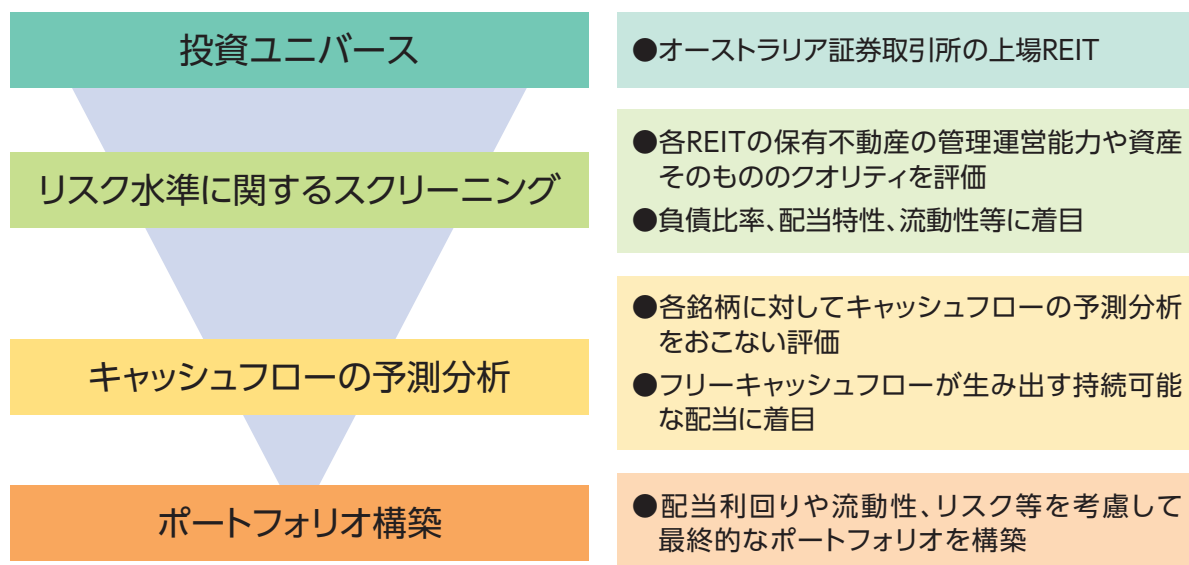 投資ユニバース
●オーストラリア証券取引所の上場REIT
リスク水準に関するスクリーニング
●各REITの保有不動産の管理運営能力や資産
そのもののクオリティを評価
●負債比率、配当特性、流動性等に着目
キャッシュフローの予測分析
●各銘柄に対してキャッシュフローの予測分析
をおこない評価
●フリーキャッシュフローが生み出す持続可能
な配当に着目
ポートフォリオ構築
●配当利回りや流動性、リスク等を考慮して
最終的なポートフォリオを構築